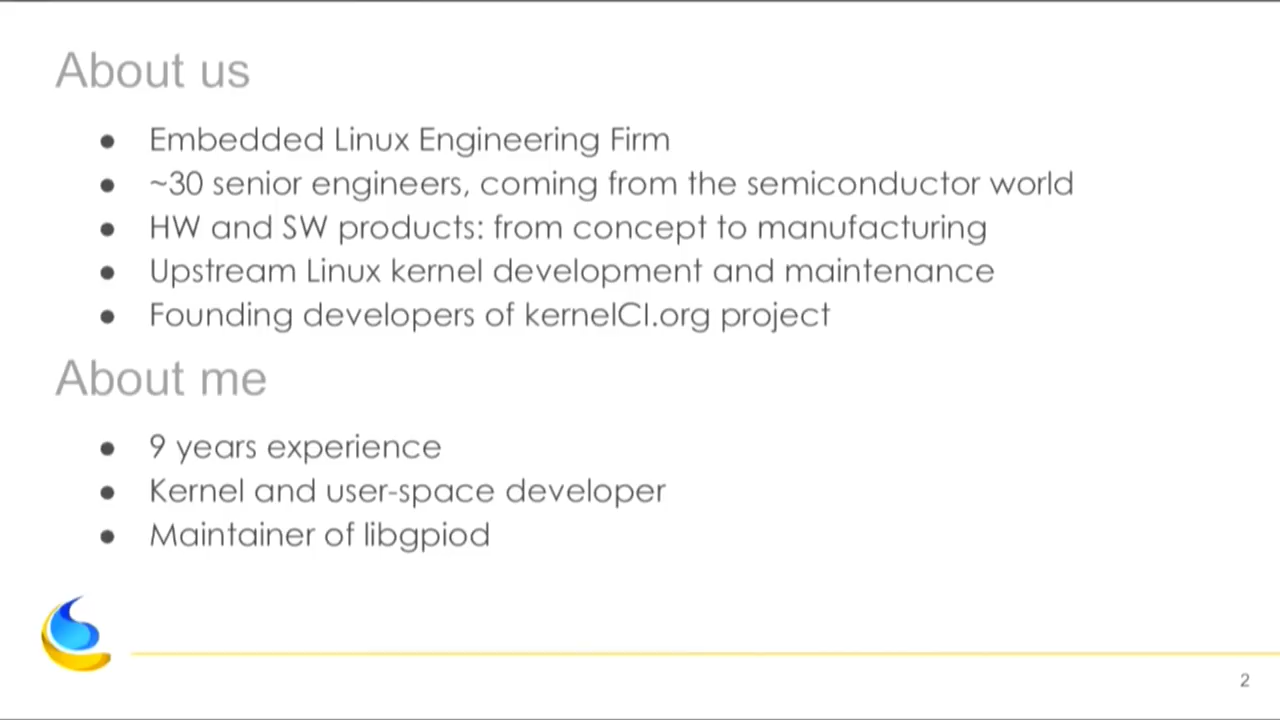 About us
● Embedded Linux Engineering Firm
● ~30 senior engineers, coming from the semiconductor world
● HW and SW products: from concept to manufacturing
● Upstream Linux kernel development and maintenance
● Founding developers of kernelCI.org project
About me
● 9 years experience
● Kernel and user-space developer
● Maintainer of libgpiod
2